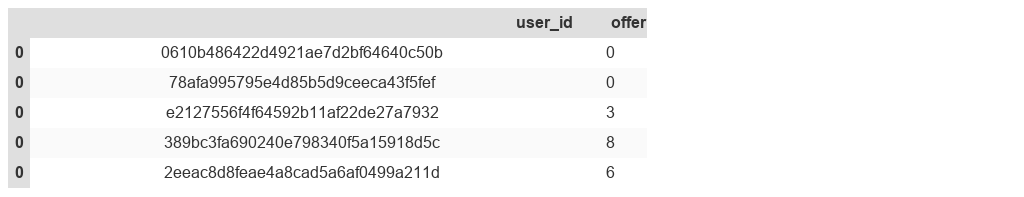 user_id offer
0 0610b486422d4921ae7d2bf64640c50b 0
0 78afa995795e4d85b5d9ceeca43f5fef 0
0 e2127556f4f64592b11af22de27a7932 3
0 389bc3fa690240e798340f5a15918d5c 8
0 2eeac8d8feae4a8cad5a6af0499a211d 6